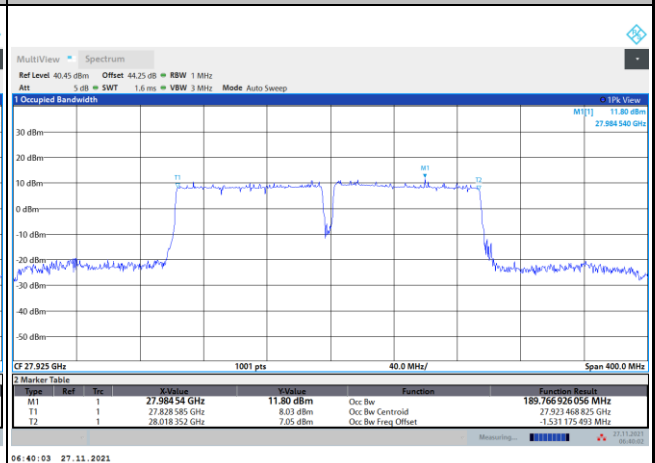 MultiView Spectrum
Ref Level 40.45 dBm Offset 44.25 dB RBW 1 MHz
Att 5 dB SWT 1.6 ms VBW 3 MHz Mode Auto Sweep
1 Occupied Bandwidth 1Pk View
M1[1] 11.80 dBm
27.984 540 GHz
30 dBm
20 dBm
10 dBm
0 dBm
-10 dBm
-20 dBm
-30 dBm
-40 dBm
-50 dBm
T1
M1
T2
CF 27.925 GHz 1001 pts 40.0 MHz/ Span 400.0 MHz
2 Marker Table
Type Ref Trc X-Value Y-Value Function Function Result
M1 1 27.984 54 GHz 11.80 dBm Occ Bw 189.766 926 056 MHz
T1 1 27.828 585 GHz 8.03 dBm Occ Bw Centroid 27.923 468 825 GHz
T2 1 28.018 352 GHz 7.05 dBm Occ Bw Freq Offset -1.531 175 493 MHz
Measuring... 27.11.2021
06:40:02
06:40:03 27.11.2021